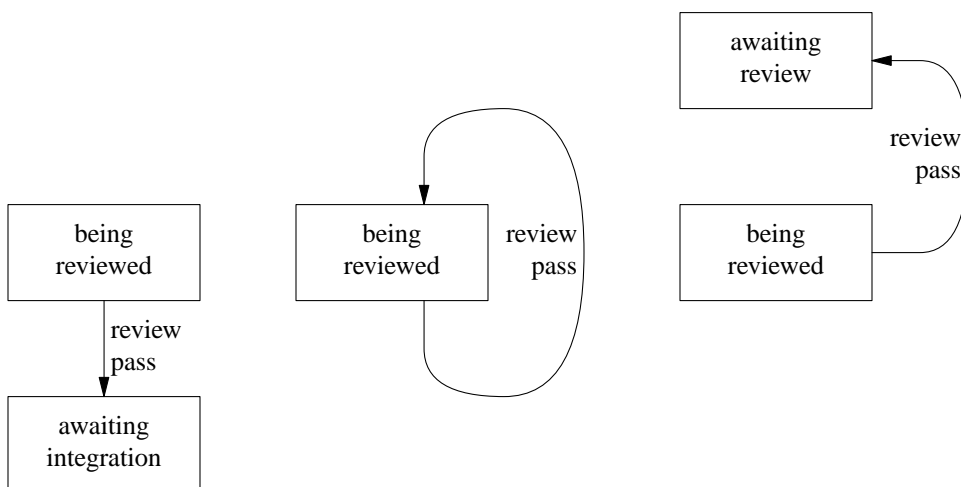 being
reviewed
review
pass
awaiting
integration
being
reviewed
review
pass
awaiting
review
review
pass
being
reviewed